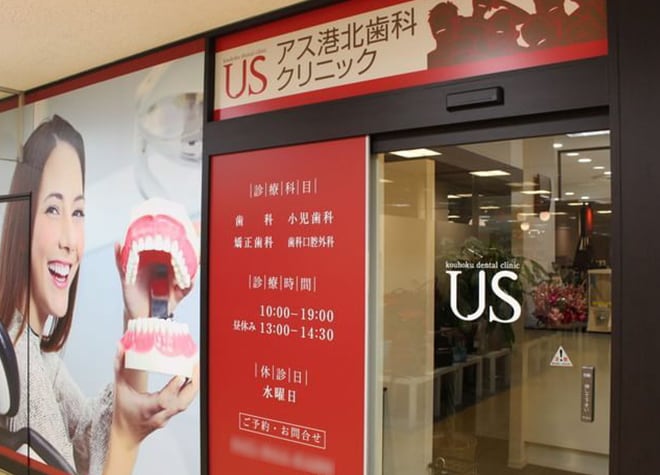 kouhoku dental clinic
US
アス港北歯科
クリニック
診療科目
歯 科 小児歯科
矯正歯科 歯科口腔外科
診療時間
10:00－19:00
昼休み 13:00－14:30
休診日
水曜日
ご予約・お問合せ
kouhoku dental clinic
US